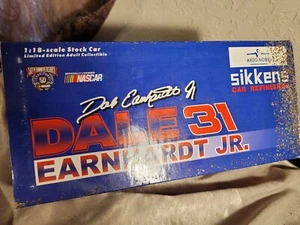 1:18-scale Stock Car
Limited Edition Adult Collectible
50
NASCAR
AKZO NOBEL
sikkens
CAR REFINISHES
Dale Earnhardt Jr
DALE 31
EARNHARDT JR.